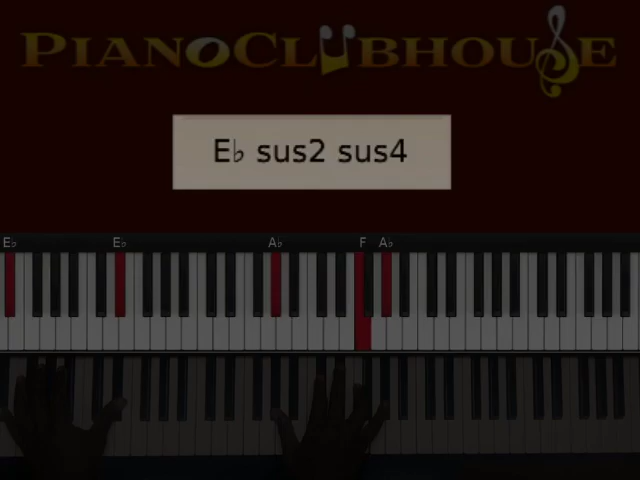 PIANOCLUBHOUSE
E♭ sus2 sus4
E♭ E♭ A♭ F A♭